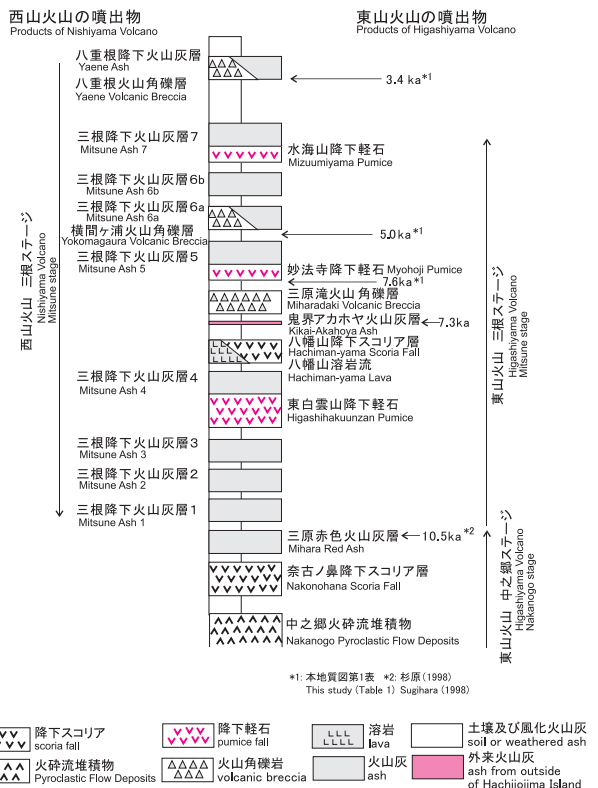 西山火山の噴出物
Products of Nishiyama Volcano
東山火山の噴出物
Products of Higashiyama Volcano
八重根降下火山灰層
Yaene Ash
八重根火山角礫層
Yaene Volcanic Breccia
3.4 ka*1
三根降下火山灰層7
Mitsune Ash 7
水海山降下軽石
Mizuumiyama Pumice
三根降下火山灰層6b
Mitsune Ash 6b
三根降下火山灰層6a
Mitsune Ash 6a
横間ヶ浦火山角礫層
Yokomagaura Volcanic Breccia
5.0ka*1
三根降下火山灰層5
Mitsune Ash 5
妙法寺降下軽石 Myohoji Pumice
7.6ka*1
三原滝火山角礫層
Miharadaki Volcanic Breccia
鬼界アカホヤ火山灰層
Kikai-Akahoya Ash
7.3ka
八幡山降下スコリア層
Hachiman-yama Scoria Fall
八幡山溶岩流
Hachiman-yama Lava
三根降下火山灰層4
Mitsune Ash 4
東白雲山降下軽石
Higashihakuunzan Pumice
三根降下火山灰層3
Mitsune Ash 3
三根降下火山灰層2
Mitsune Ash 2
三根降下火山灰層1
Mitsune Ash 1
三原赤色火山灰層
Mihara Red Ash
10.5ka*2
奈古ノ鼻降下スコリア層
Nakonohana Scoria Fall
中之郷火砕流堆積物
Nakanogo Pyroclastic Flow Deposits
西山火山 三根ステージ
Nishiyama Volcano
Mitsune stage
東山火山 三根ステージ
Higashiyama Volcano
Mitsune stage
東山火山 中之郷ステージ
Higashiyama Volcano
Nakanogo stage
*1: 本地質図第1表 *2: 杉原(1998)
This study (Table 1) Sugihara (1998)
降下スコリア
scoria fall
降下軽石
pumice fall
溶岩
lava
土壌及び風化火山灰
soil or weathered ash
火砕流堆積物
Pyroclastic Flow Deposits
火山角礫岩
volcanic breccia
火山灰
ash
外来火山灰
ash from outside
of Hachijojima Island